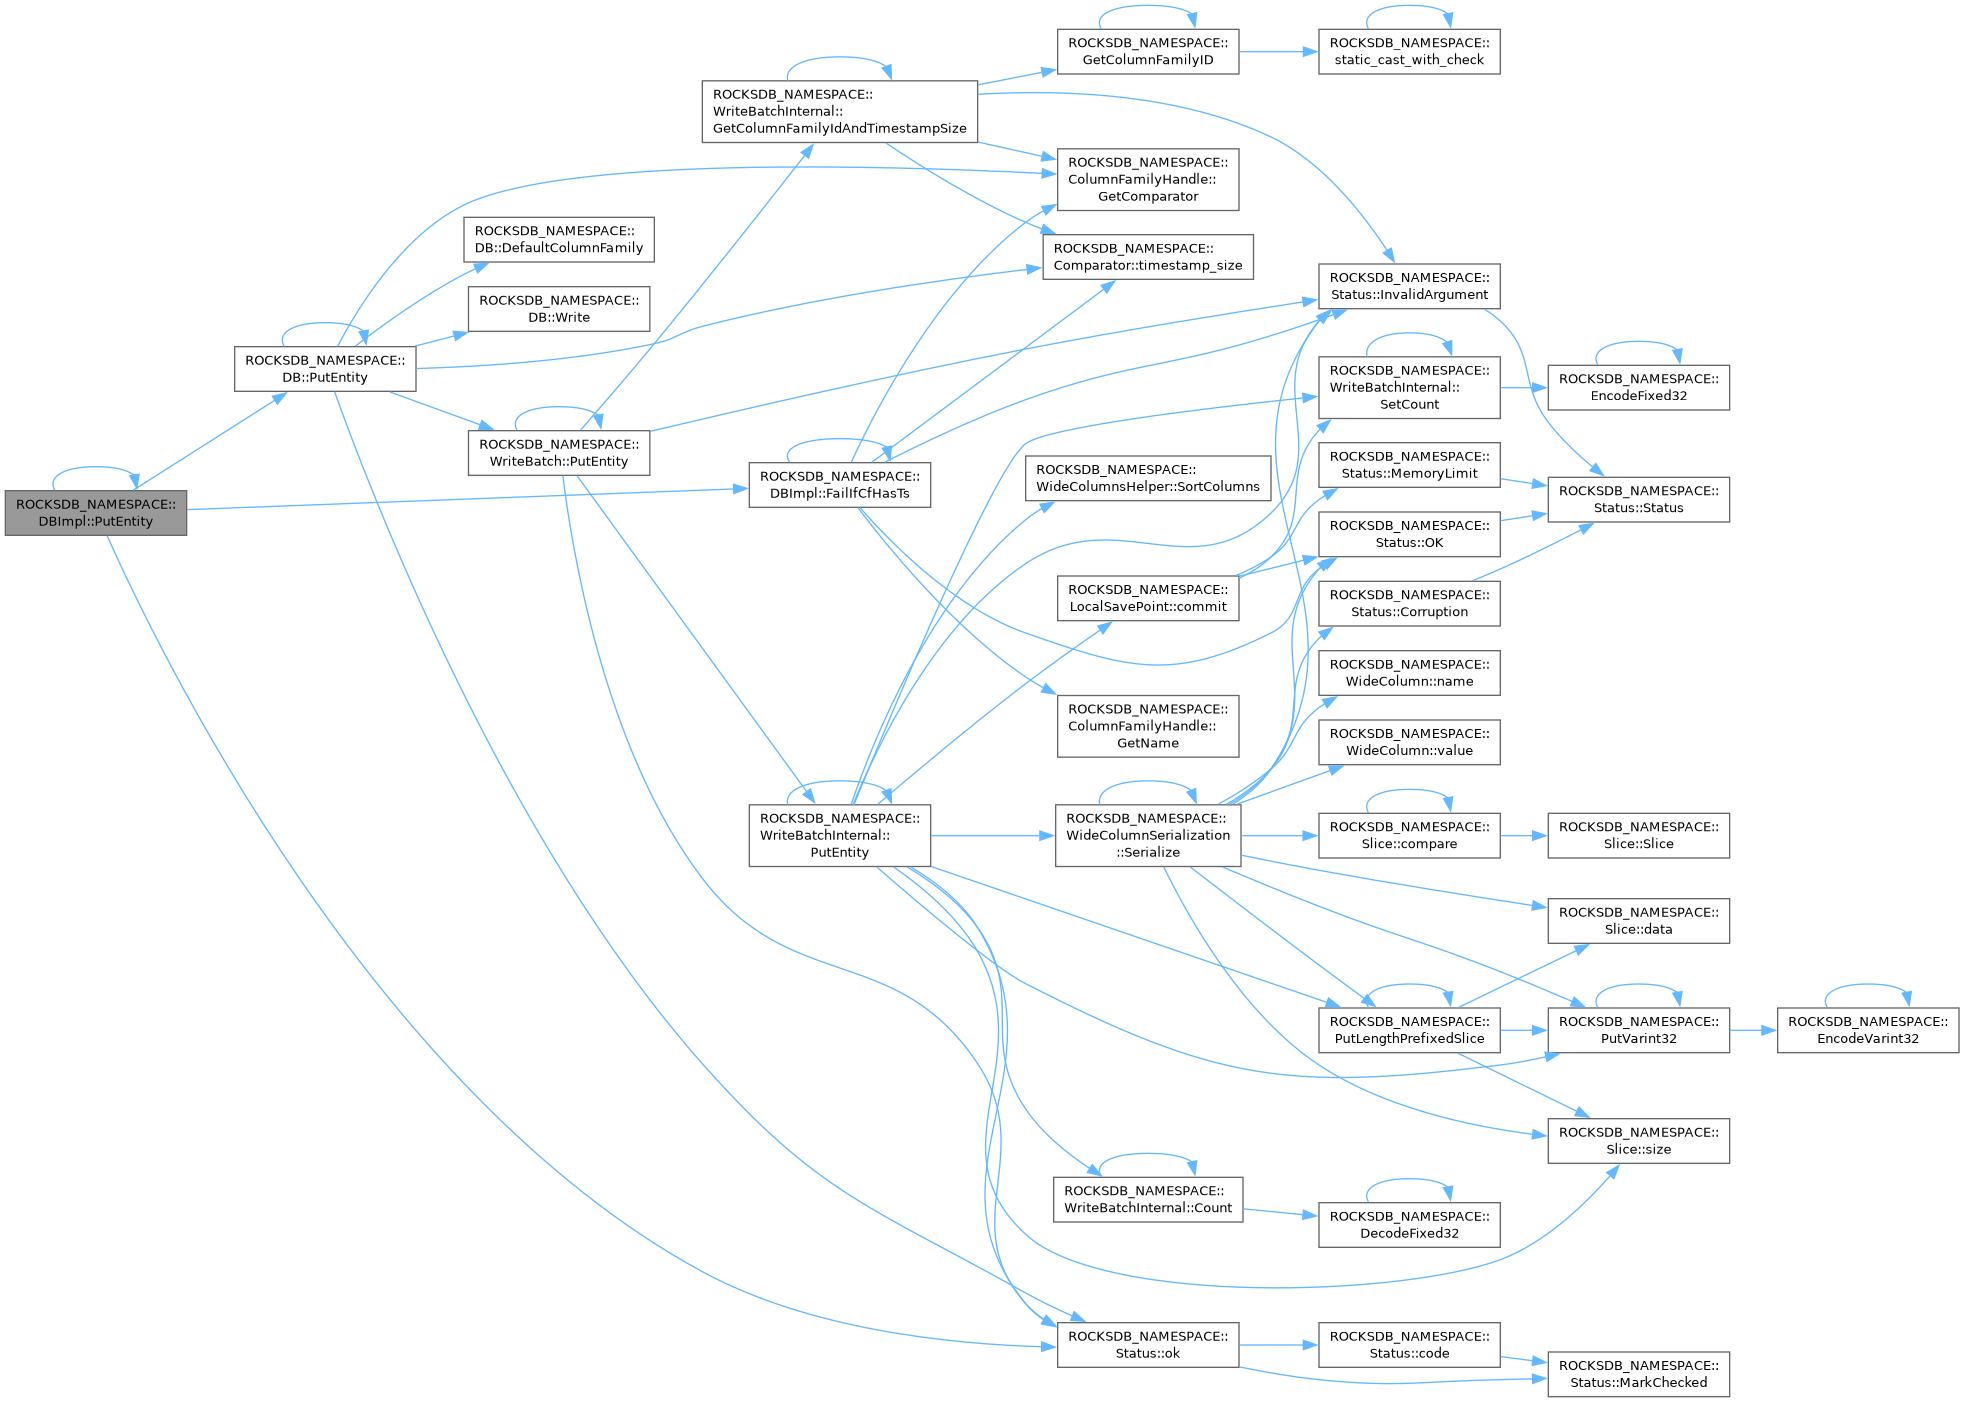 ROCKSDB_NAMESPACE::
DBImpl::PutEntity
ROCKSDB_NAMESPACE::
DB::PutEntity
ROCKSDB_NAMESPACE::
DB::DefaultColumnFamily
ROCKSDB_NAMESPACE::
DB::Write
ROCKSDB_NAMESPACE::
WriteBatch::PutEntity
ROCKSDB_NAMESPACE::
WriteBatchInternal::
GetColumnFamilyIdAndTimestampSize
ROCKSDB_NAMESPACE::
DBImpl::FailIfCfHasTs
ROCKSDB_NAMESPACE::
WriteBatchInternal::
PutEntity
ROCKSDB_NAMESPACE::
GetColumnFamilyID
ROCKSDB_NAMESPACE::
ColumnFamilyHandle::
GetComparator
ROCKSDB_NAMESPACE::
Comparator::timestamp_size
ROCKSDB_NAMESPACE::
WideColumnsHelper::SortColumns
ROCKSDB_NAMESPACE::
LocalSavePoint::commit
ROCKSDB_NAMESPACE::
ColumnFamilyHandle::
GetName
ROCKSDB_NAMESPACE::
WideColumnSerialization
::Serialize
ROCKSDB_NAMESPACE::
WriteBatchInternal::Count
ROCKSDB_NAMESPACE::
Status::ok
ROCKSDB_NAMESPACE::
static_cast_with_check
ROCKSDB_NAMESPACE::
Status::InvalidArgument
ROCKSDB_NAMESPACE::
WriteBatchInternal::
SetCount
ROCKSDB_NAMESPACE::
Status::MemoryLimit
ROCKSDB_NAMESPACE::
Status::OK
ROCKSDB_NAMESPACE::
Status::Corruption
ROCKSDB_NAMESPACE::
WideColumn::name
ROCKSDB_NAMESPACE::
WideColumn::value
ROCKSDB_NAMESPACE::
Slice::compare
ROCKSDB_NAMESPACE::
PutLengthPrefixedSlice
ROCKSDB_NAMESPACE::
DecodeFixed32
ROCKSDB_NAMESPACE::
Status::code
ROCKSDB_NAMESPACE::
EncodeFixed32
ROCKSDB_NAMESPACE::
Status::Status
ROCKSDB_NAMESPACE::
Slice::Slice
ROCKSDB_NAMESPACE::
Slice::data
ROCKSDB_NAMESPACE::
PutVarint32
ROCKSDB_NAMESPACE::
Slice::size
ROCKSDB_NAMESPACE::
Status::MarkChecked
ROCKSDB_NAMESPACE::
EncodeVarint32